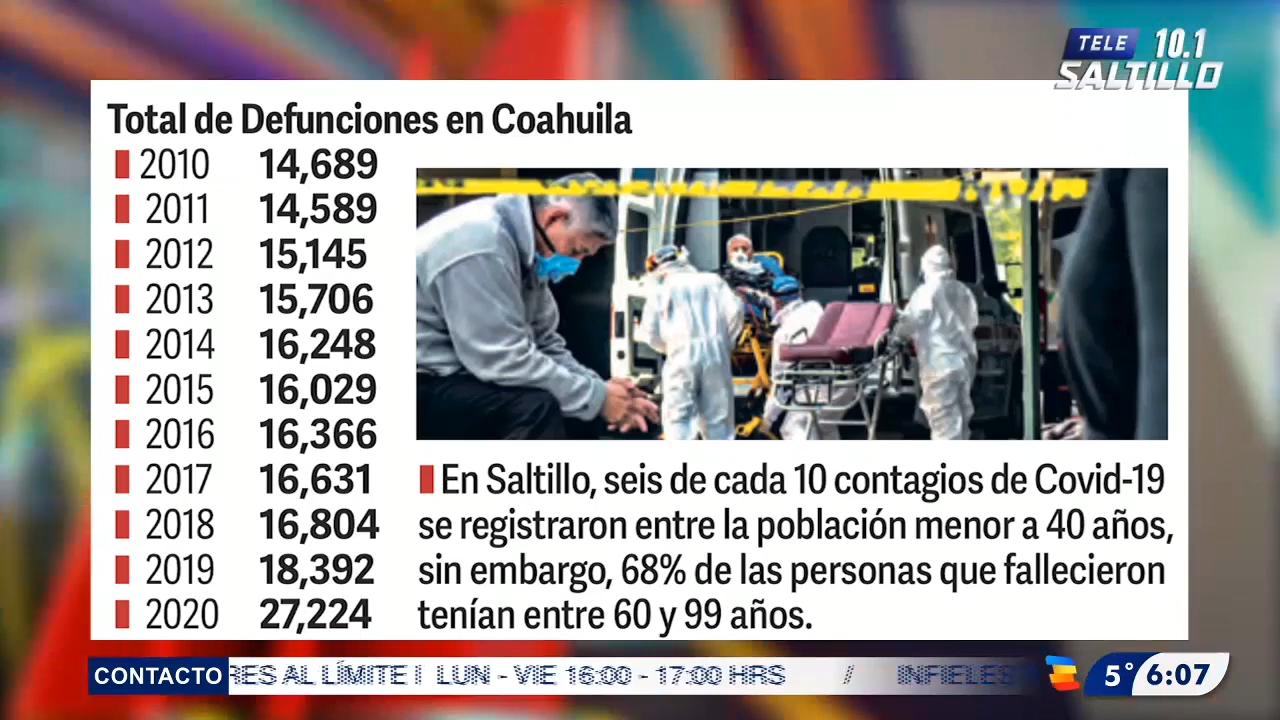 TELE 10.1
SALTILLO
Total de Defunciones en Coahuila
2010 14,689
2011 14,589
2012 15,145
2013 15,706
2014 16,248
2015 16,029
2016 16,366
2017 16,631
2018 16,804
2019 18,392
2020 27,224
En Saltillo, seis de cada 10 contagios de Covid-19
se registraron entre la población menor a 40 años,
sin embargo, 68% de las personas que fallecieron
tenían entre 60 y 99 años.
CONTACTO RES AL LÍMITE | LUN - VIE 16:00 - 17:00 HRS / INFIELES 5° 6:07